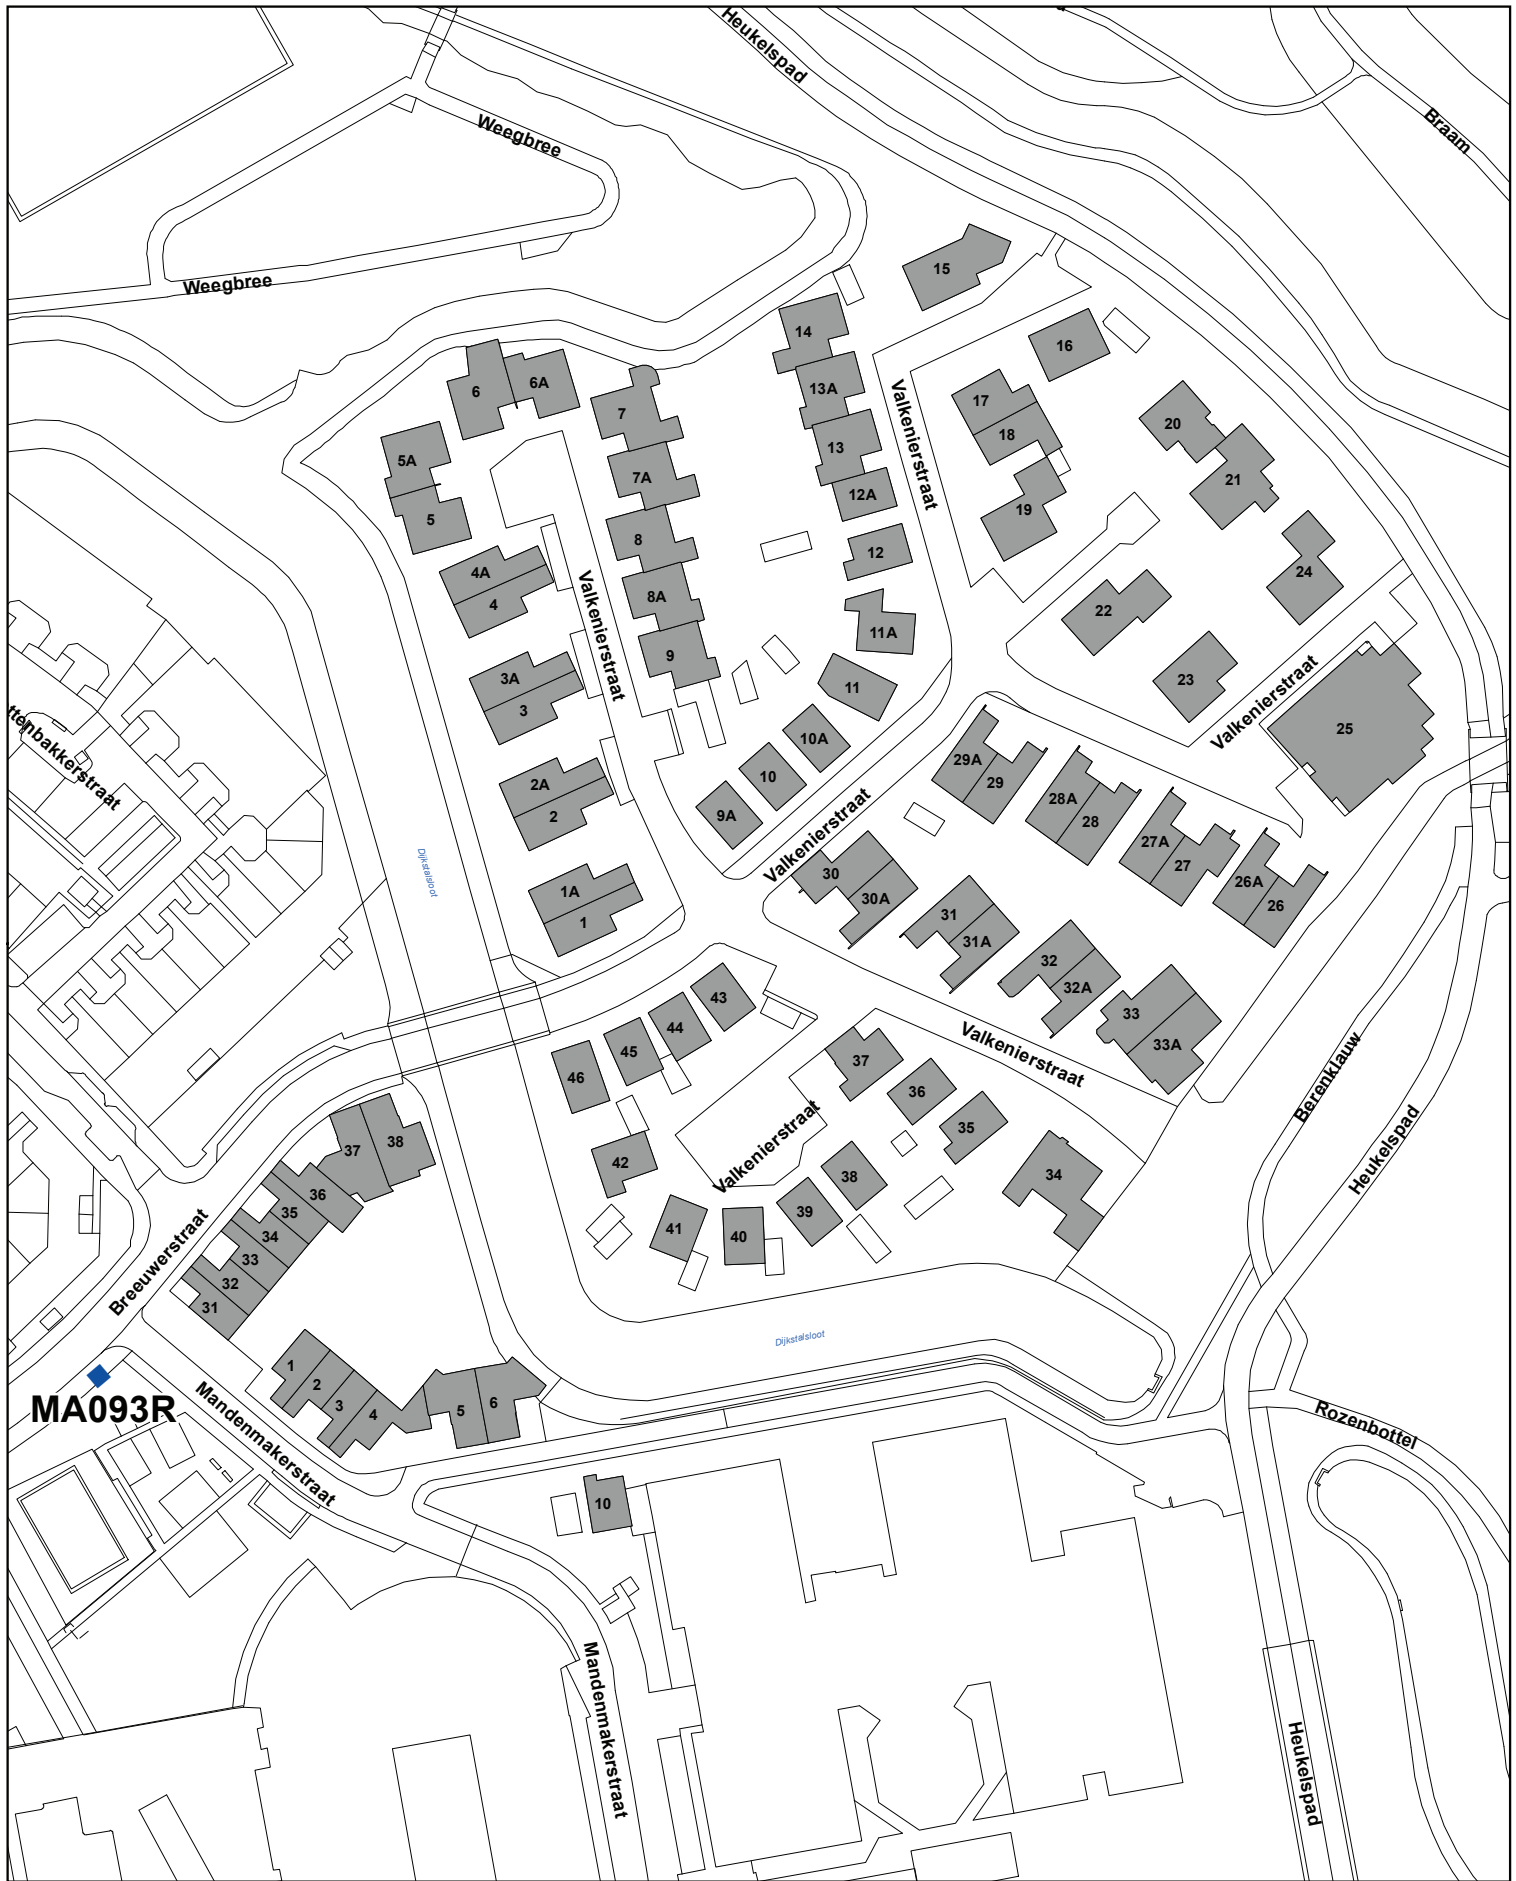 Heukelspad
Braam
Weegbree
Weegbree
15
14
16
6
6A
13A
17
7
18
20
Valkenierstraat
5A
13
7A
12A
21
5
19
8
12
4A
24
4
8A
22
Valkenierstraat
11A
9
3A
23
11
3
Valkenierstraat
25
ttenbakkerstraat
10A
29A
29
10
2A
28A
28
2
9A
27A
27
Valkenierstraat
Dijkstalsloot
30
26A
26
1A
30A
1
31
31A
32
32A
43
33
44
33A
45
37
Valkenierstraat
46
36
Berenklauw
35
Heukelspad
37
38
Valkenierstraat
42
38
34
36
35
39
41
40
34
33
Breeuwerstraat
32
31
Dijkstalsloot
1
2
3
4
5
6
MA093R
Mandenmakerstraat
Rozenbottel
10
Mandenmakerstraat
Heukelspad